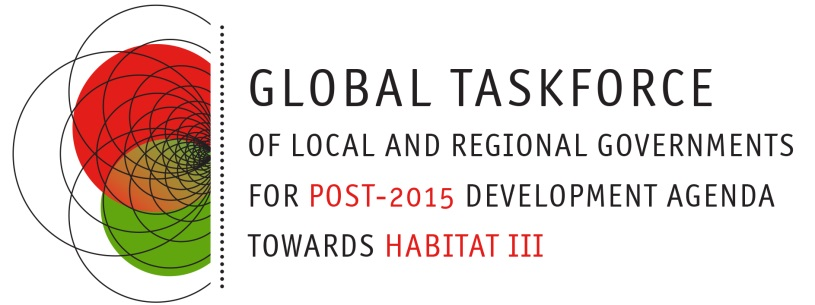 GLOBAL TASKFORCE
OF LOCAL AND REGIONAL GOVERNMENTS
FOR POST-2015 DEVELOPMENT AGENDA
TOWARDS HABITAT III